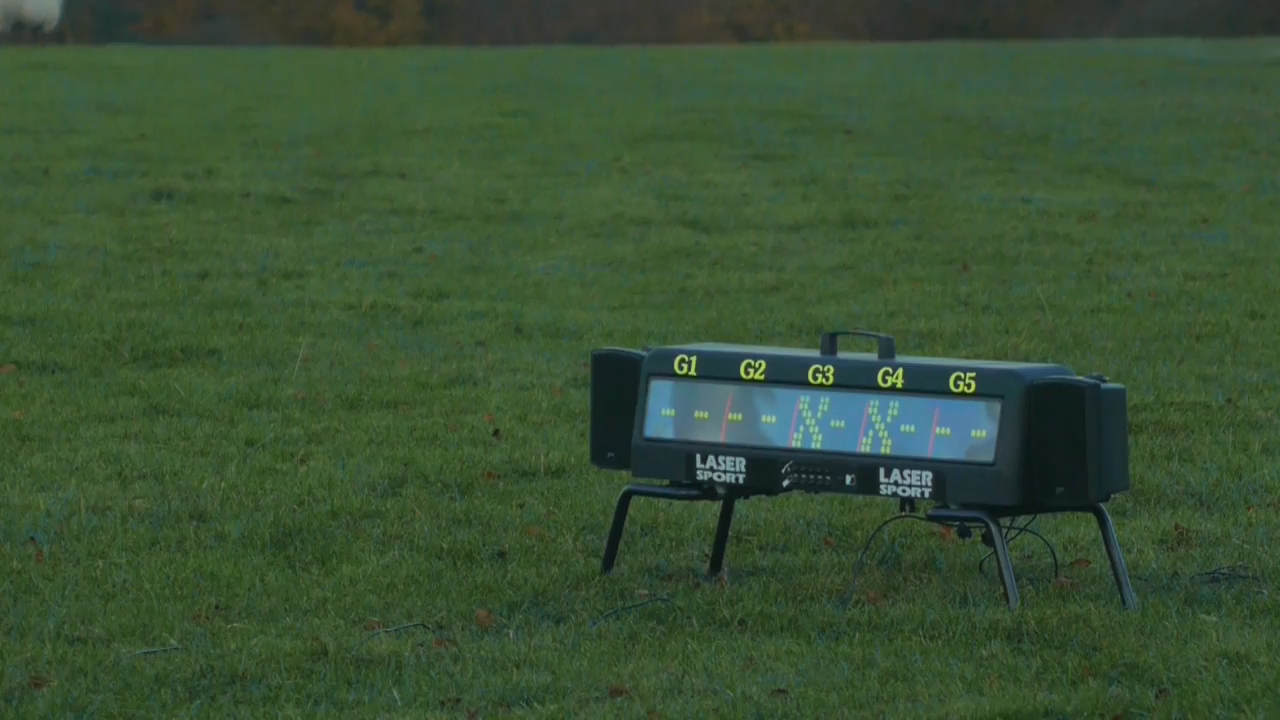 G1 G2 G3 G4 G5
- - - - K - K - - -
LASER SPORT LASER SPORT